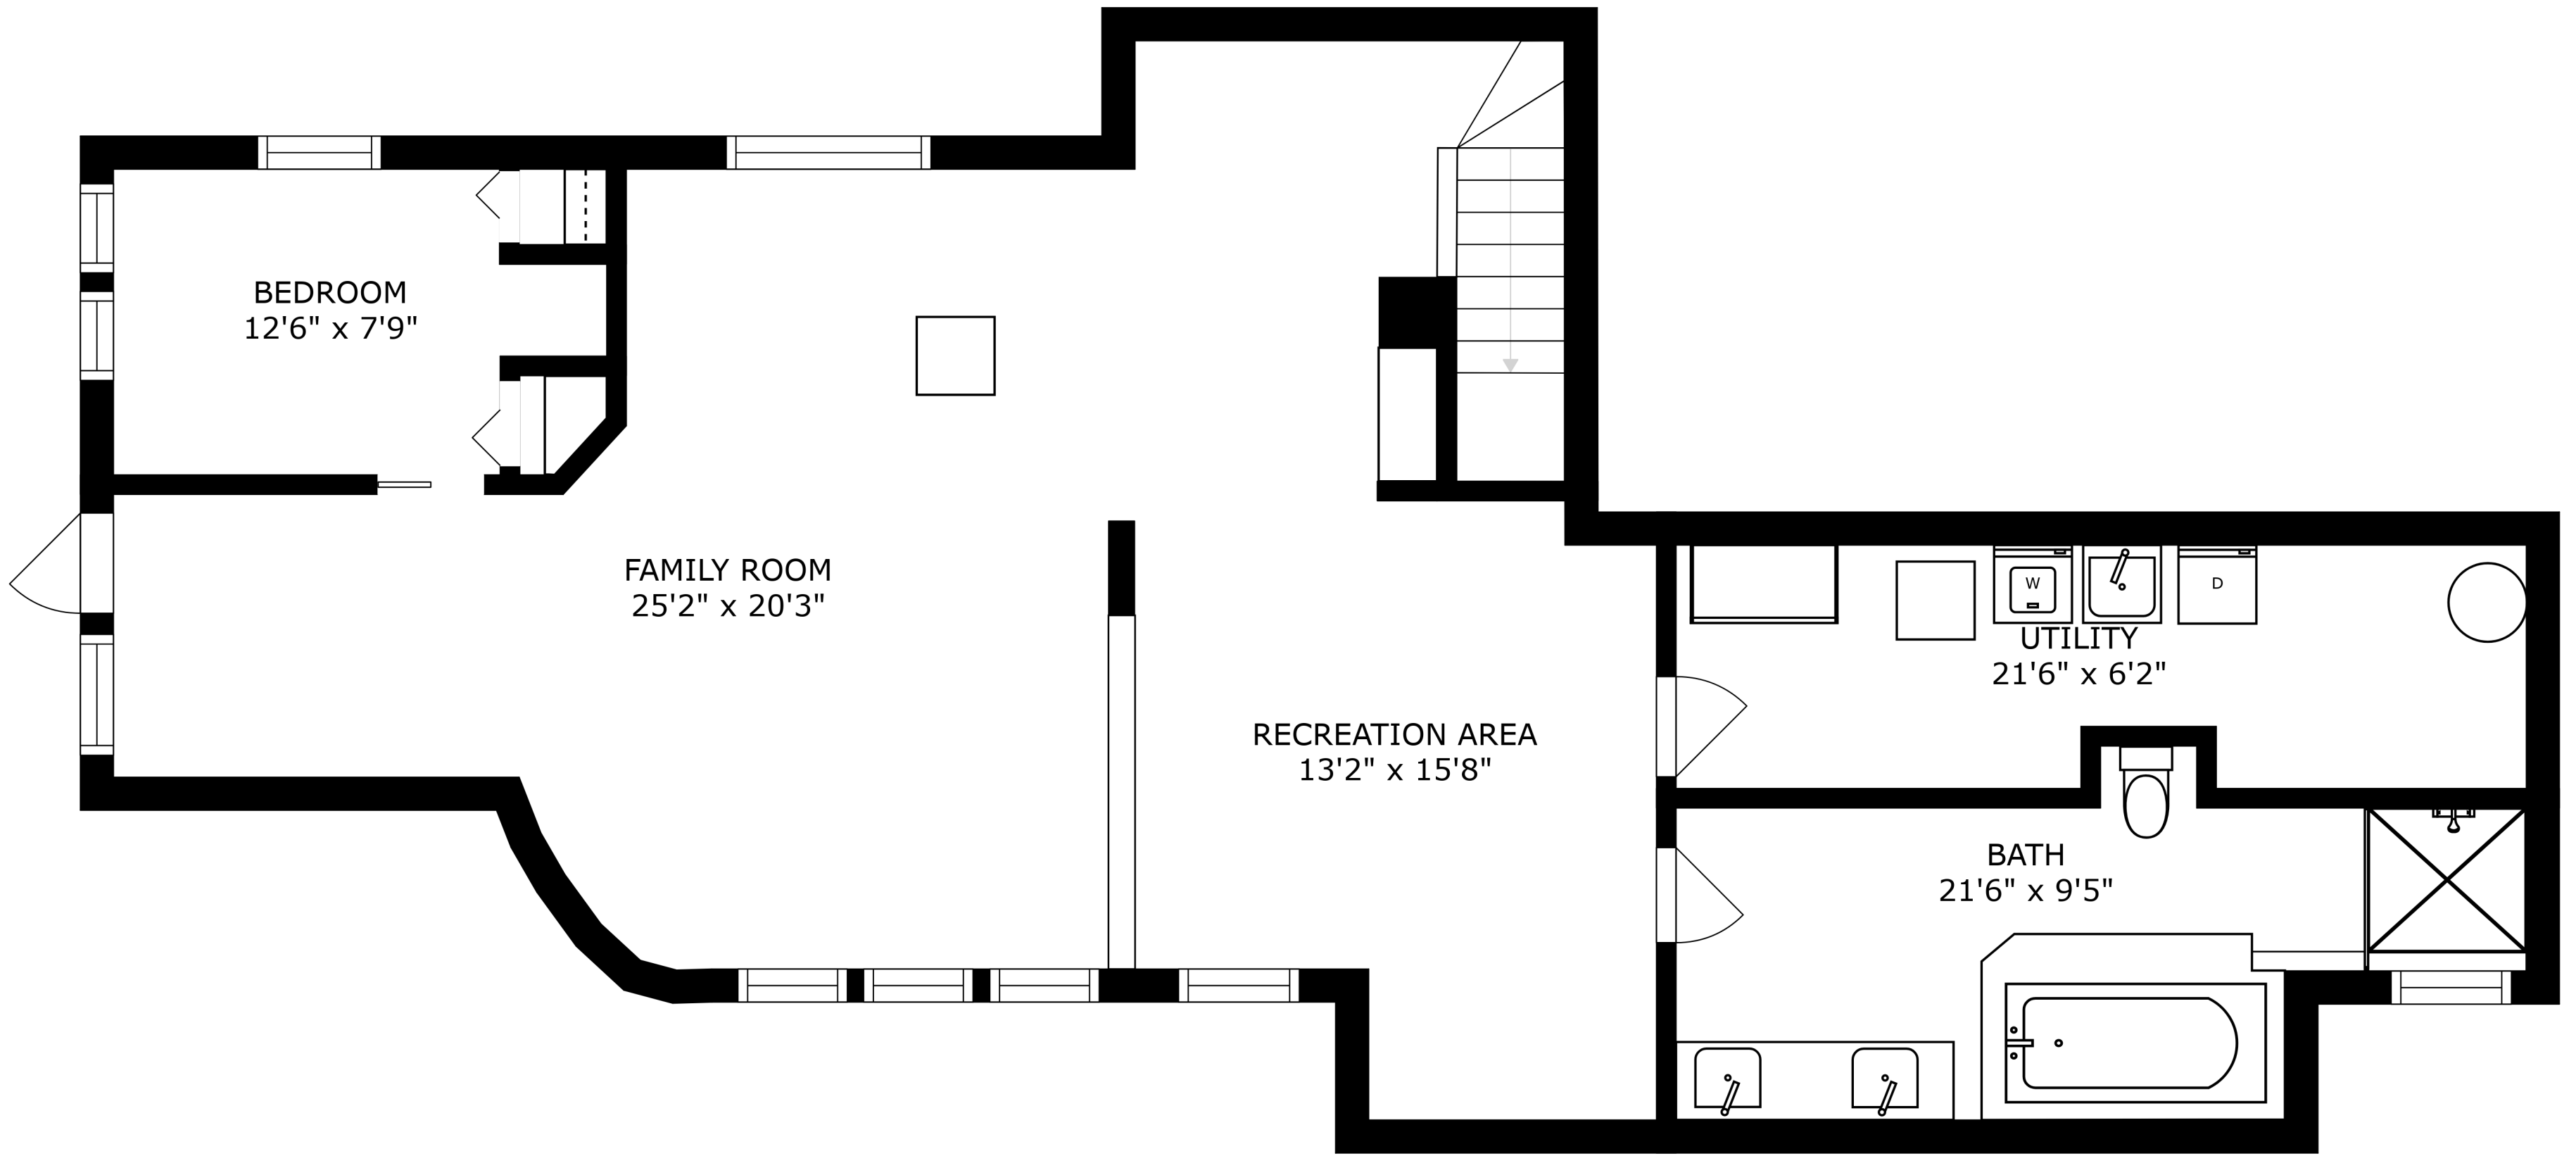 BEDROOM
12'6" x 7'9"
FAMILY ROOM
25'2" x 20'3"
RECREATION AREA
13'2" x 15'8"
W
D
UTILITY
21'6" x 6'2"
BATH
21'6" x 9'5"